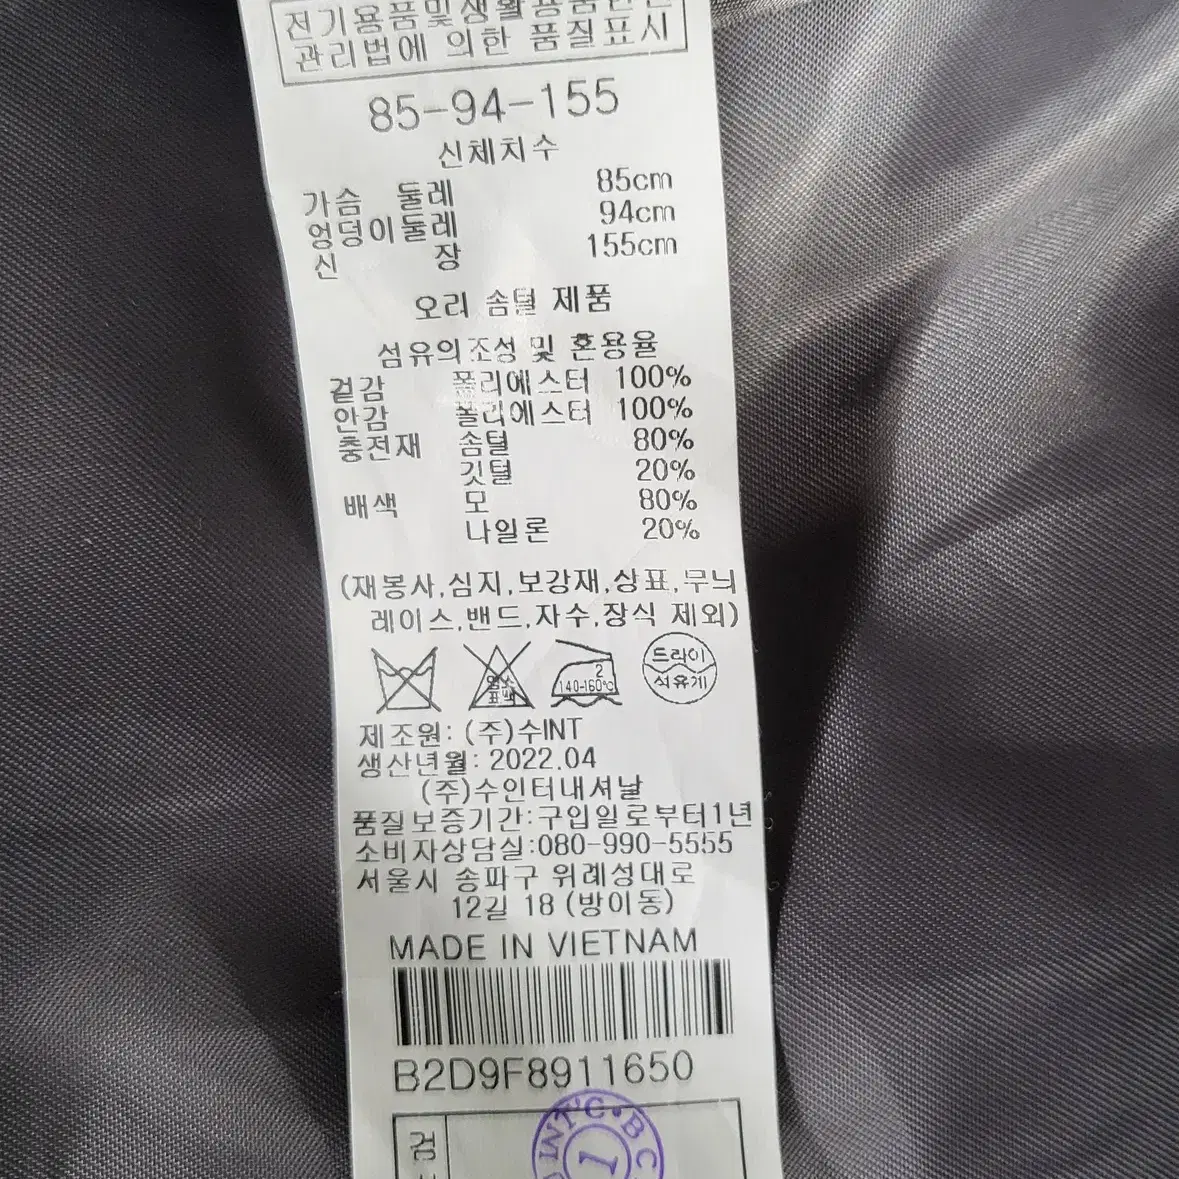 전기용품및생활용품안전
관리법에 의한 품질표시
85-94-155
신체치수
가슴 둘레 85cm
엉덩이둘레 94cm
신 장 155cm
오리 솜털 제품
섬유의조성 및 혼용율
겉감 폴리에스터 100%
안감 폴리에스터 100%
충전재 솜털 80%
깃털 20%
배색 모 80%
나일론 20%
(재봉사,심지,보강재,상표,무늬
레이스,밴드,자수,장식 제외)
염소
표백
2
140-160℃
드라이
석유계
제조원: (주)수INT
생산년월: 2022.04
(주)수인터내셔날
품질보증기간:구입일로부터1년
소비자상담실:080-990-5555
서울시 송파구 위례성대로
12길 18 (방이동)
MADE IN VIETNAM
B2D9F8911650
검
INT'C•BC
1